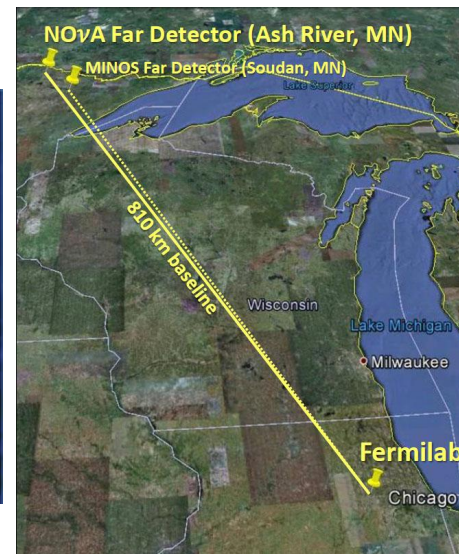 NOνA Far Detector (Ash River, MN)
MINOS Far Detector (Soudan, MN)
Lake Superior
810 km baseline
Wisconsin
Lake Michigan
Milwaukee
Fermilab
Chicago